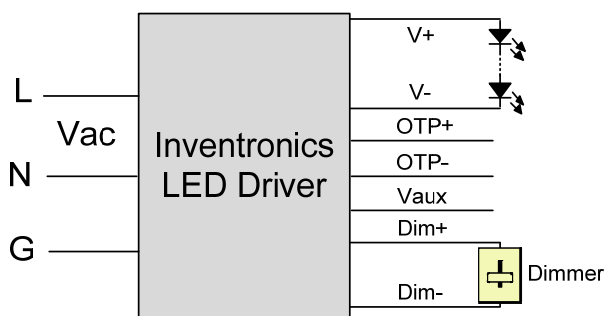 L
Vac
N
G
Inventronics
LED Driver
V+
V-
OTP+
OTP-
Vaux
Dim+
Dim-
Dimmer